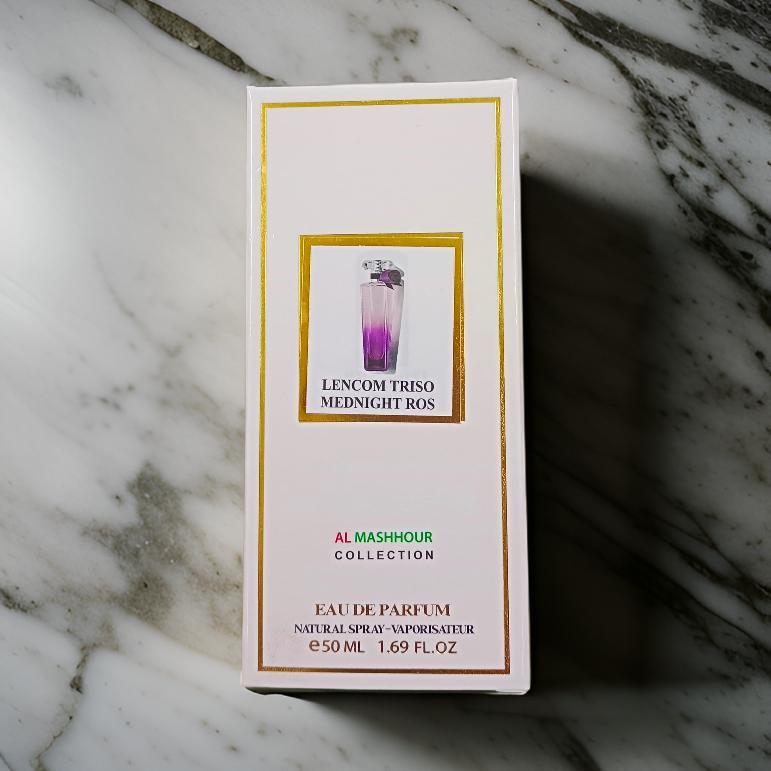 LENCOM TRISO
MEDNIGHT ROS
AL MASHHOUR
COLLECTION
EAU DE PARFUM
NATURAL SPRAY-VAPORISATEUR
℮50 ML 1.69 FL.OZ